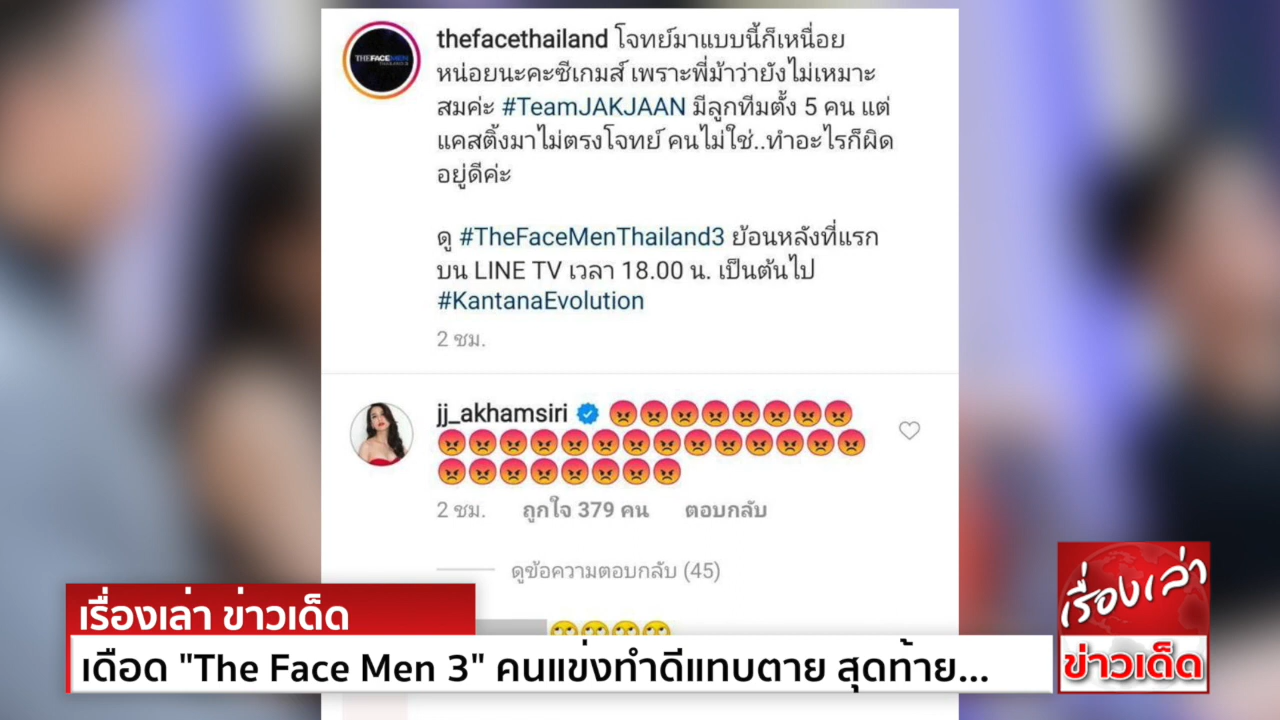 thefacethailand โจทย์มาแบบนี้ก็เหนื่อย
หน่อยนะคะซีเกมส์ เพราะพี่ม้าว่ายังไม่เหมาะ
สมค่ะ #TeamJAKJAAN มีลูกทีมตั้ง 5 คน แต่
แคสติ้งมาไม่ตรงโจทย์ คนไม่ใช่..ทำอะไรก็ผิด
อยู่ดีค่ะ
ดู #TheFaceMenThailand3 ย้อนหลังที่แรก
บน LINE TV เวลา 18.00 น. เป็นต้นไป
#KantanaEvolution
2 ชม.
jj_akhamsiri 😡😡😡😡😡😡😡😡
😡😡😡😡😡😡😡😡😡😡😡😡😡😡
😡😡😡😡😡😡😡😡
2 ชม. ถูกใจ 379 คน ตอบกลับ
ดูข้อความตอบกลับ (45)
🙄🙄🙄🙄
เรื่องเล่า ข่าวเด็ด
เดือด "The Face Men 3" คนแข่งทำดีแทบตาย สุดท้าย...
เรื่องเล่า
ข่าวเด็ด
THEFACEMEN